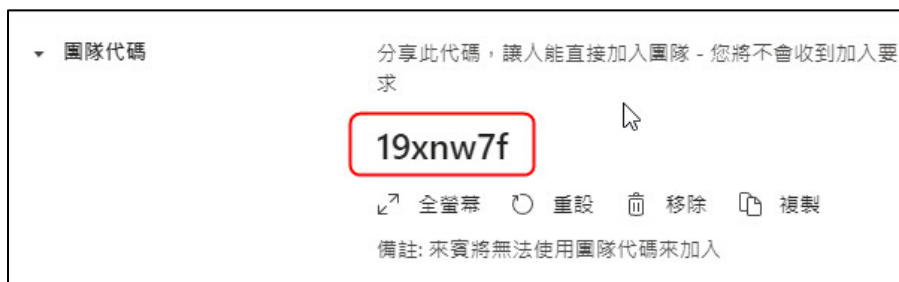 團隊代碼
分享此代碼，讓人能直接加入團隊 - 您將不會收到加入要
求
19xnw7f
全螢幕 重設 移除 複製
備註: 來賓將無法使用團隊代碼來加入